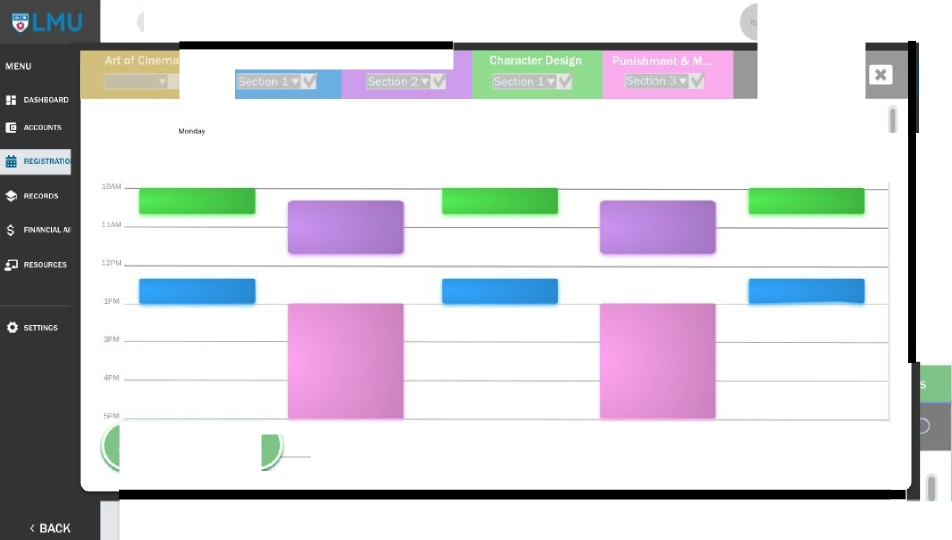 LMU
MENU
DASHBOARD
ACCOUNTS
REGISTRATIO
RECORDS
FINANCIAL AI
RESOURCES
SETTINGS
BACK
Art of Cinema
Character Design
Punishment & M...
Section 1
Section 2
Section 1
Section 3
Monday
10AM
11AM
12PM
1PM
3PM
4PM
5PM
S